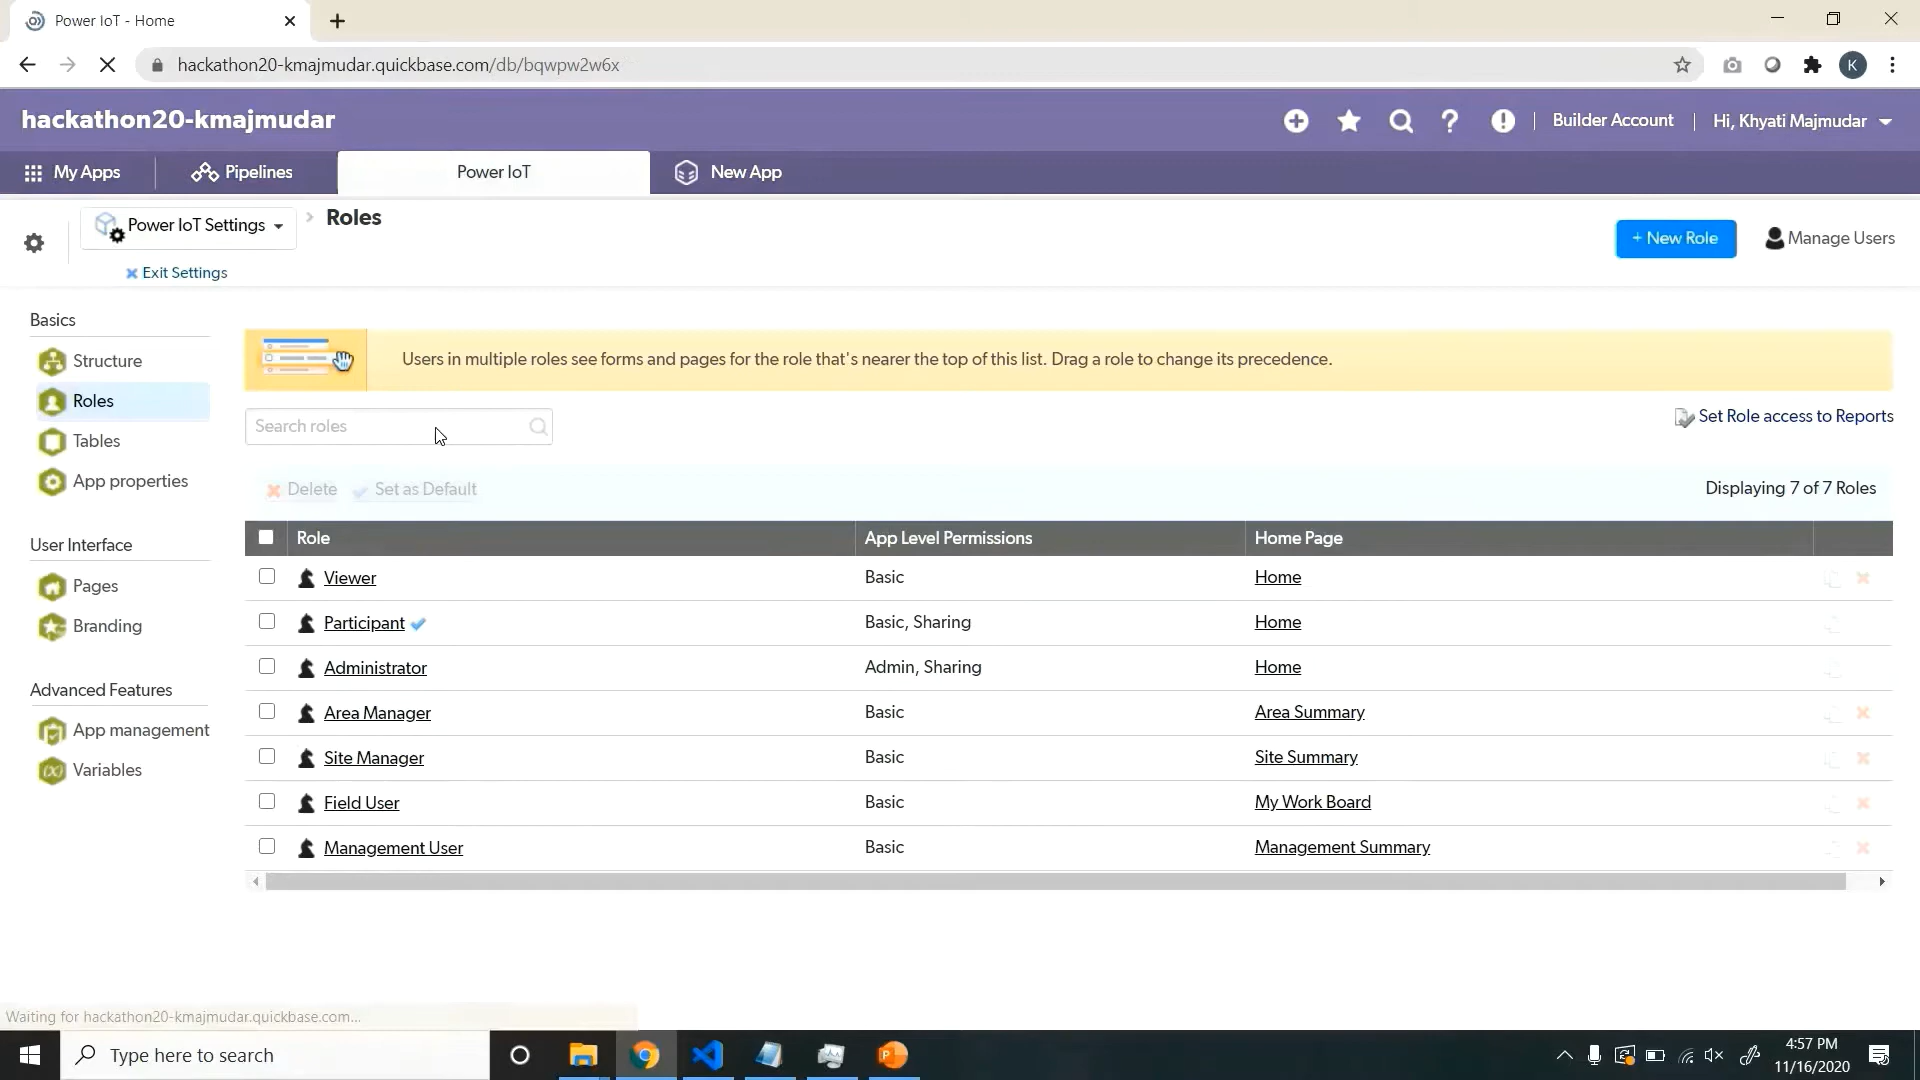 Power IoT - Home
hackathon20-kmajmudar.quickbase.com/db/bqwpw2w6x
K
hackathon20-kmajmudar
Builder Account
Hi, Khyati Majmudar
My Apps
Pipelines
Power IoT
New App
Power IoT Settings
Roles
+ New Role
Manage Users
Exit Settings
Basics
Structure
Roles
Tables
App properties
User Interface
Pages
Branding
Advanced Features
App management
Variables
Users in multiple roles see forms and pages for the role that's nearer the top of this list. Drag a role to change its precedence.
Search roles
Set Role access to Reports
Delete Set as Default
Displaying 7 of 7 Roles
Role App Level Permissions Home Page
Viewer Basic Home
Participant Basic, Sharing Home
Administrator Admin, Sharing Home
Area Manager Basic Area Summary
Site Manager Basic Site Summary
Field User Basic My Work Board
Management User Basic Management Summary
Waiting for hackathon20-kmajmudar.quickbase.com...
Type here to search
4:57 PM
11/16/2020